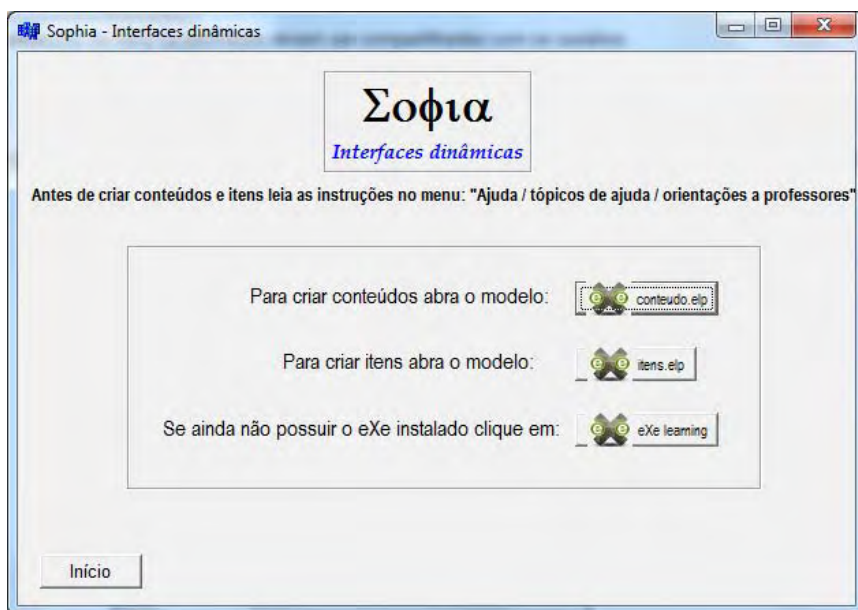 Sophia - Interfaces dinâmicas
Σοφια
Interfaces dinâmicas
Antes de criar conteúdos e itens leia as instruções no menu: "Ajuda / tópicos de ajuda / orientações a professores"
Para criar conteúdos abra o modelo: conteudo.elp
Para criar itens abra o modelo: itens.elp
Se ainda não possuir o eXe instalado clique em: eXe learning
Início